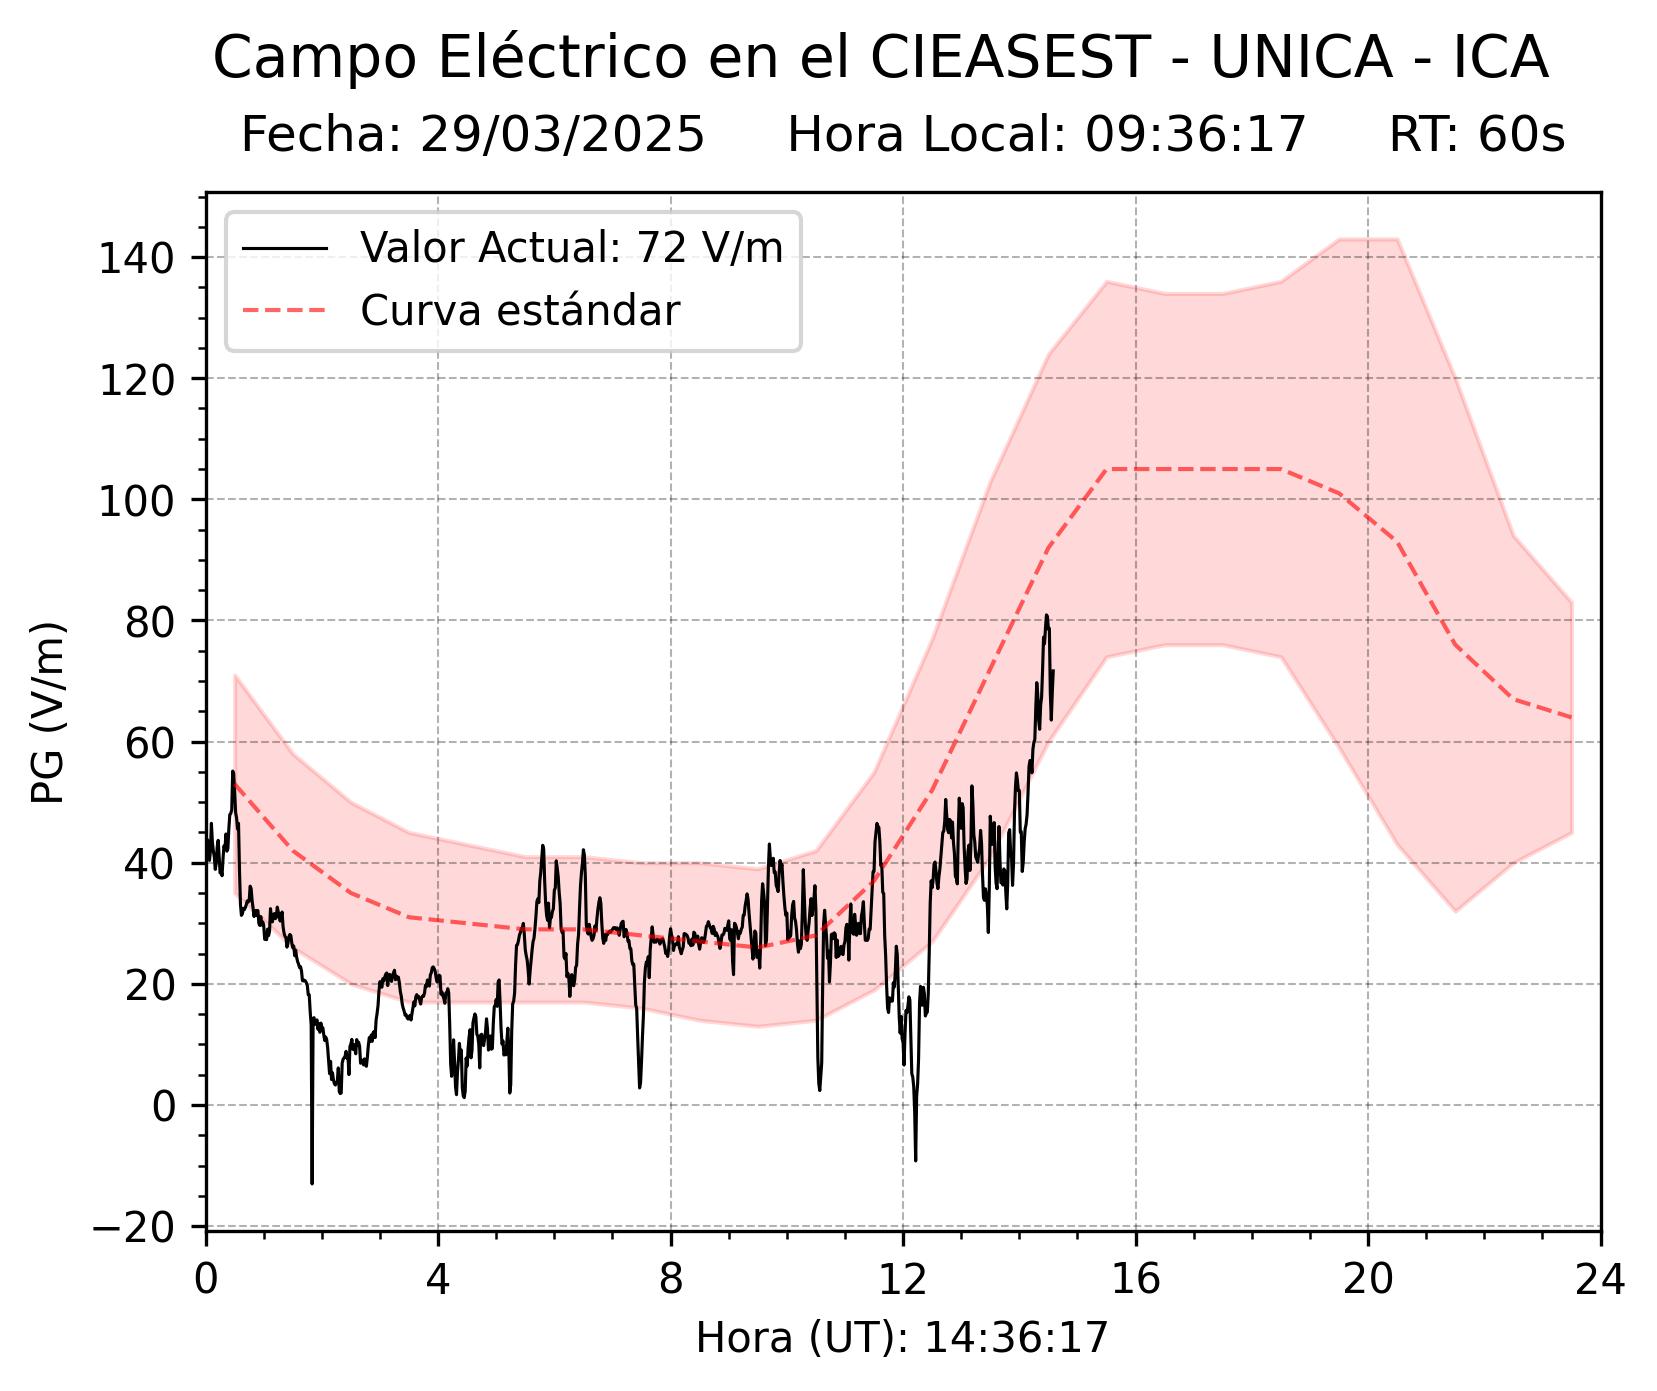 Campo Eléctrico en el CIEASEST - UNICA - ICA
Fecha: 29/03/2025 Hora Local: 09:36:17 RT: 60s
Valor Actual: 72 V/m
Curva estándar
140
120
100
80
60
40
20
0
−20
PG (V/m)
0 4 8 12 16 20 24
Hora (UT): 14:36:17